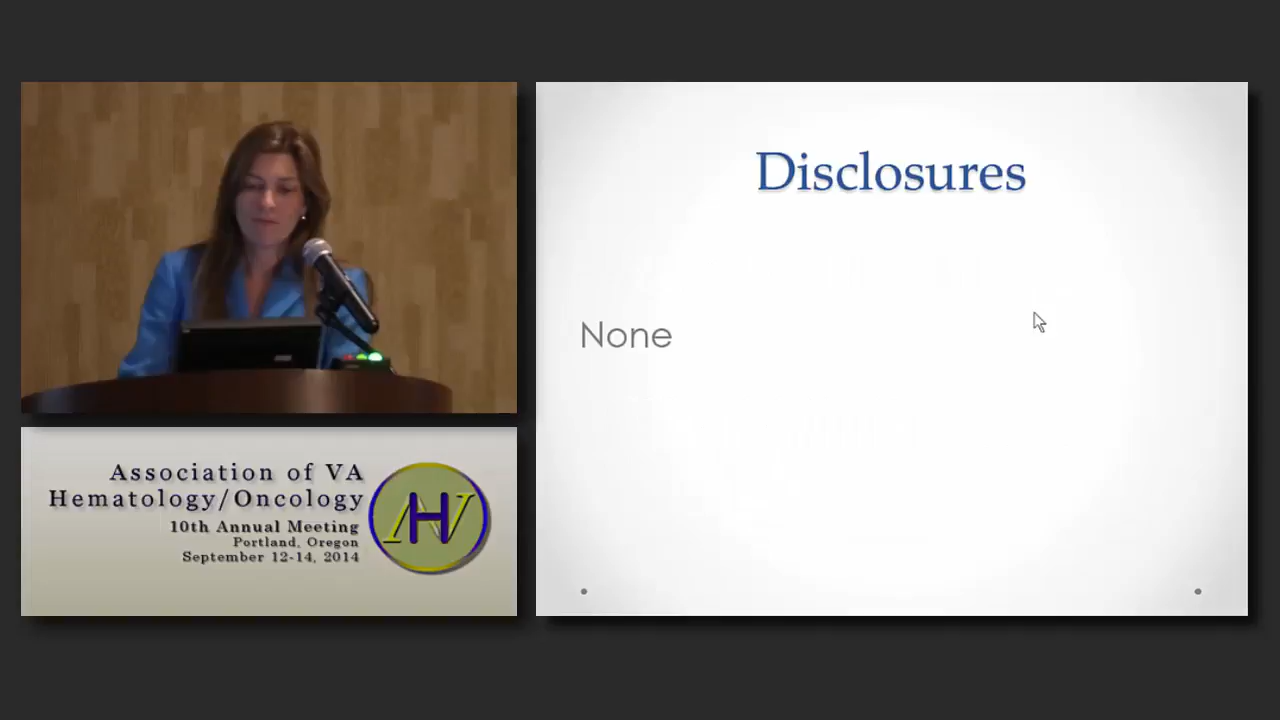 Disclosures
None
Association of VA
Hematology/Oncology
10th Annual Meeting
Portland, Oregon
September 12-14, 2014